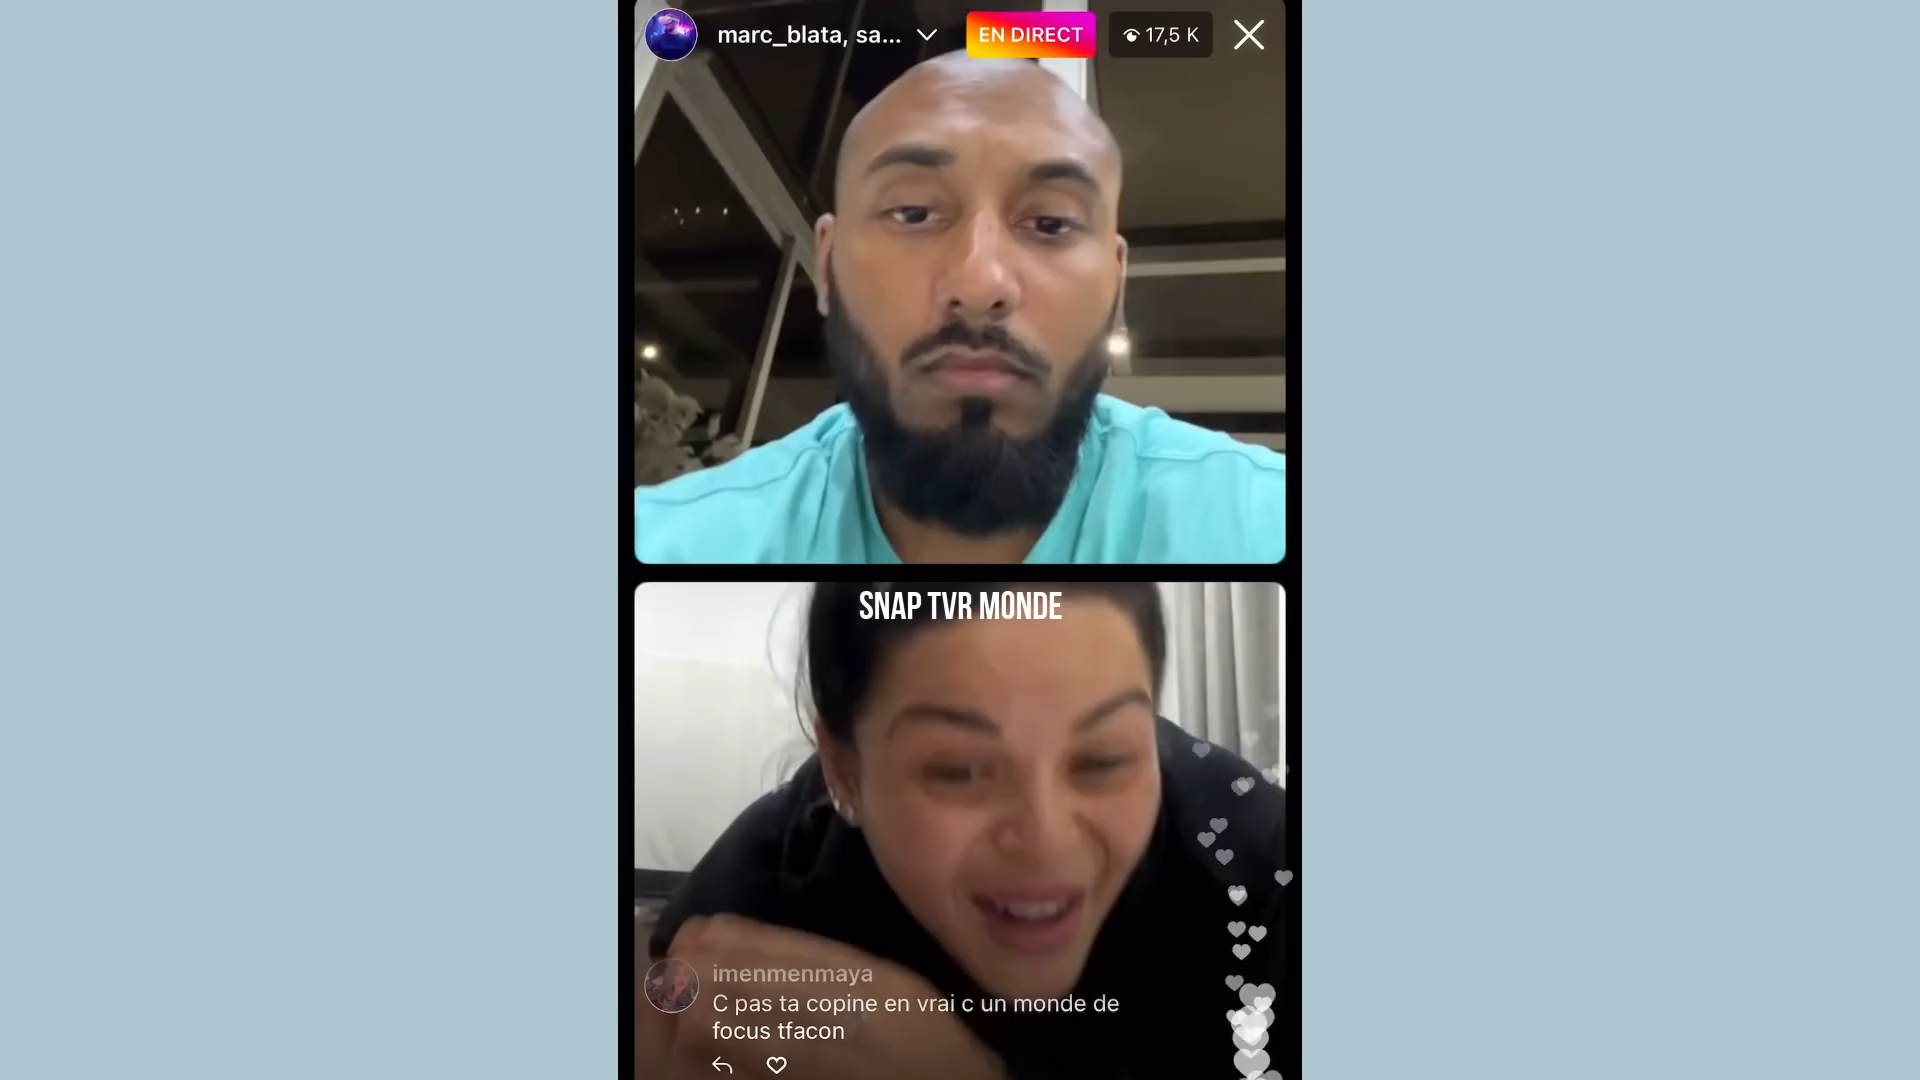 marc_blata, sa...
EN DIRECT
17,5 K
SNAP TVR MONDE
imenmenmaya
C pas ta copine en vrai c un monde de
focus tfacon